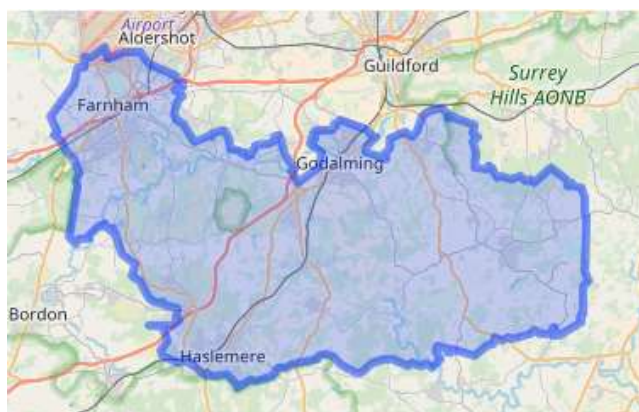 Airport
Aldershot
Guildford
Surrey
Hills AONB
Farnham
Godalming
Bordon
Haslemere